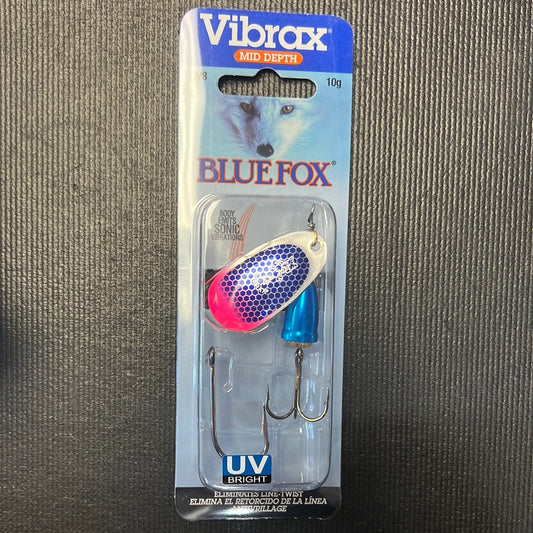 Vibrax®
MID DEPTH
3/8
10g
BLUE FOX®
BODY
EMITS
SONIC
VIBRATIONS
UV
BRIGHT
ELIMINATES LINE-TWIST
ELIMINA EL RETORCIDO DE LA LÍNEA
ANTIVRILLAGE